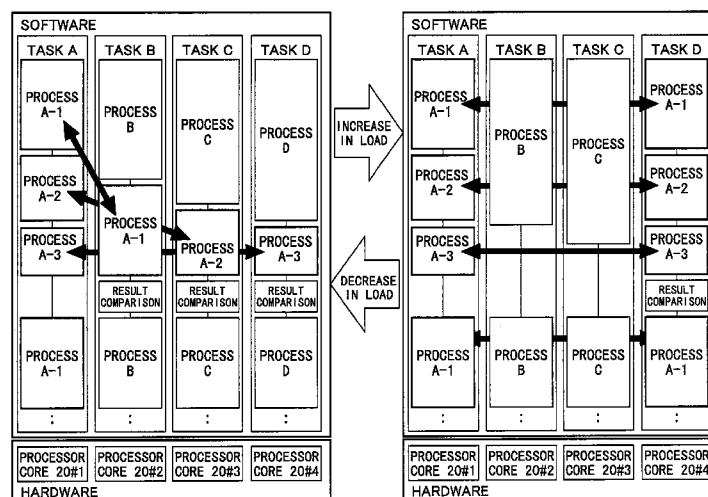 SOFTWARE
TASK A TASK B TASK C TASK D
PROCESS
A-1
PROCESS
B
PROCESS
C
PROCESS
D
PROCESS
A-2
PROCESS
A-1
PROCESS
A-2
PROCESS
A-3
PROCESS
A-3
RESULT
COMPARISON
RESULT
COMPARISON
RESULT
COMPARISON
PROCESS
A-1
PROCESS
B
PROCESS
C
PROCESS
D
: : : :
PROCESSOR
CORE 20#1
PROCESSOR
CORE 20#2
PROCESSOR
CORE 20#3
PROCESSOR
CORE 20#4
HARDWARE
INCREASE
IN LOAD
DECREASE
IN LOAD
SOFTWARE
TASK A TASK B TASK C TASK D
PROCESS
A-1
PROCESS
B
PROCESS
C
PROCESS
A-1
PROCESS
A-2
PROCESS
A-2
PROCESS
A-3
PROCESS
A-3
RESULT
COMPARISON
PROCESS
A-1
PROCESS
B
PROCESS
C
PROCESS
A-1
: : : :
PROCESSOR
CORE 20#1
PROCESSOR
CORE 20#2
PROCESSOR
CORE 20#3
PROCESSOR
CORE 20#4
HARDWARE